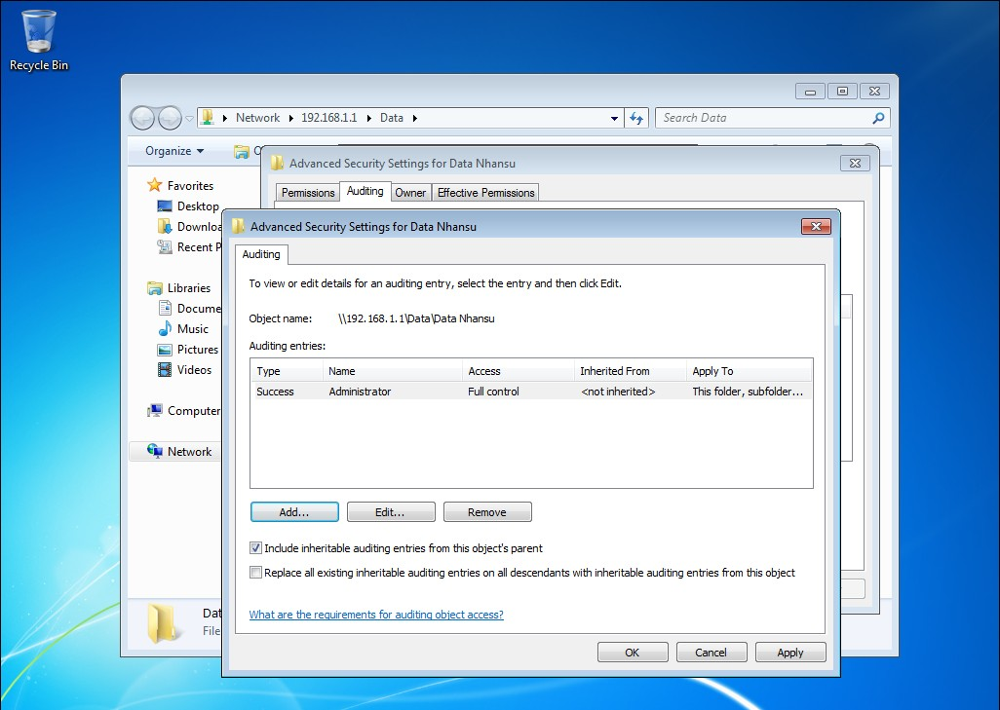 Recycle Bin
Network
192.168.1.1
Data
Search Data
Organize
Advanced Security Settings for Data Nhansu
Permissions Auditing Owner Effective Permissions
Favorites
Desktop
Recent
Libraries
Music
Pictures
Videos
Computer
Network
Advanced Security Settings for Data Nhansu
Auditing
To view or edit details for an auditing entry, select the entry and then click Edit.
Object name: \\192.168.1.1\Data\Data Nhansu
Auditing entries:
Type Name Access Inherited From Apply To
Success Administrator Full control <not inherited> This folder, subfolder...
Add... Edit... Remove
Include inheritable auditing entries from this object's parent
Replace all existing inheritable auditing entries on all descendants with inheritable auditing entries from this object
What are the requirements for auditing object access?
OK Cancel Apply